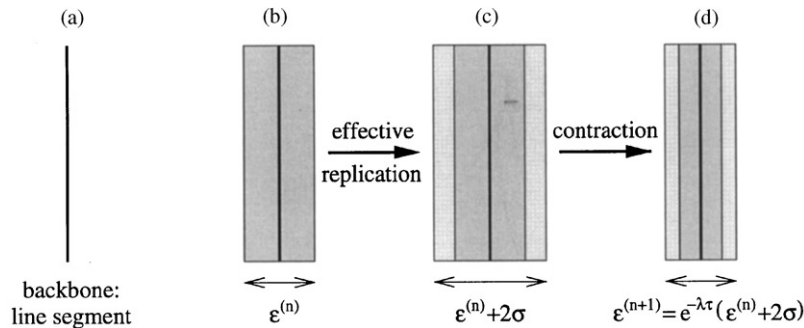 (a)
(b)
(c)
(d)
effective
replication
contraction
backbone:
line segment
ε⁽ⁿ⁾
ε⁽ⁿ⁾+2σ
ε⁽ⁿ⁺¹⁾=e^{-λτ}(ε⁽ⁿ⁾+2σ)